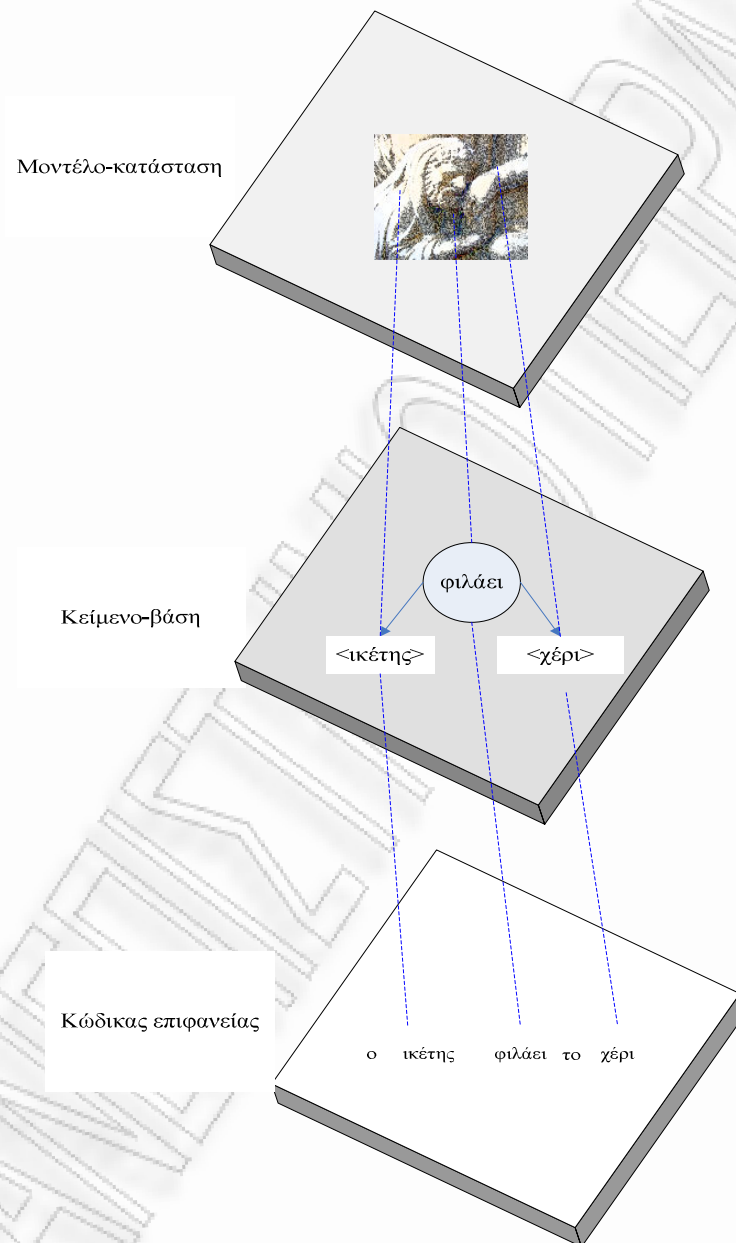 Μοντέλο-κατάσταση
φιλάει
Κείμενο-βάση
<ικέτης> <χέρι>
Κώδικας επιφανείας
ο ικέτης φιλάει το χέρι